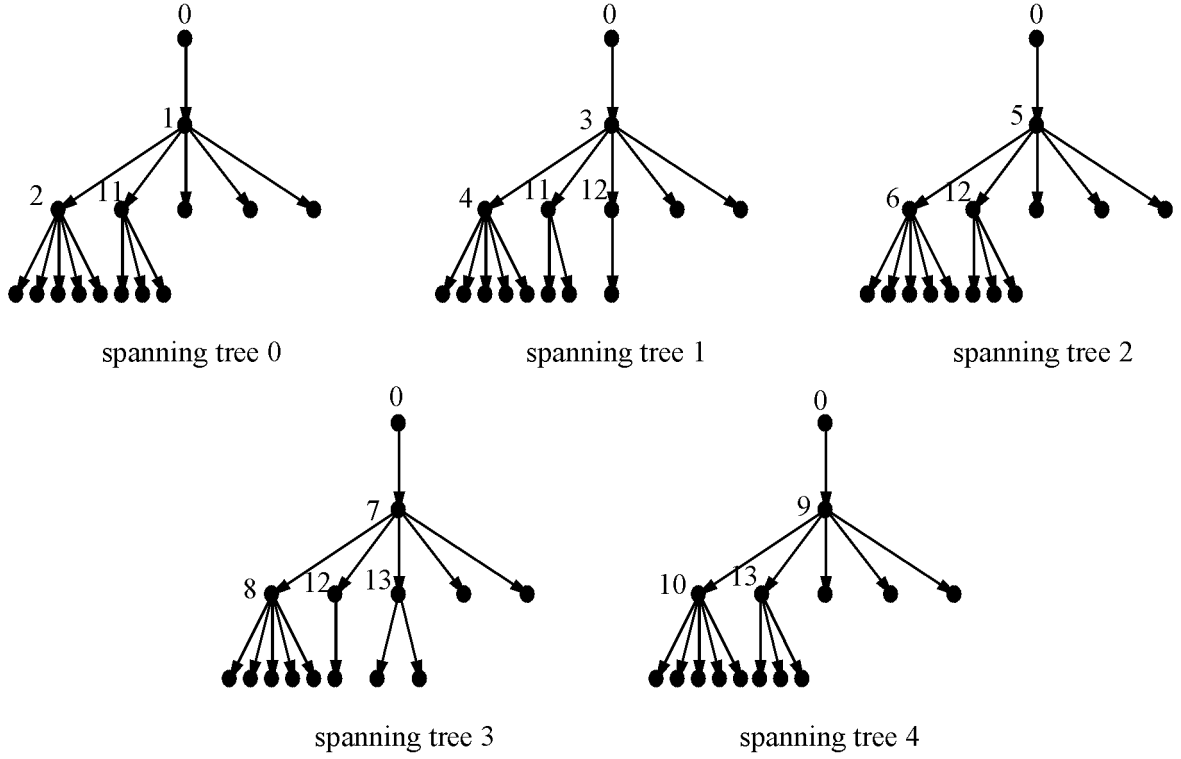 0 0 0
1 3 5
2 11 4 11 12 6 12
spanning tree 0 spanning tree 1 spanning tree 2
0 0
7 9
8 12 13 10 13
spanning tree 3 spanning tree 4